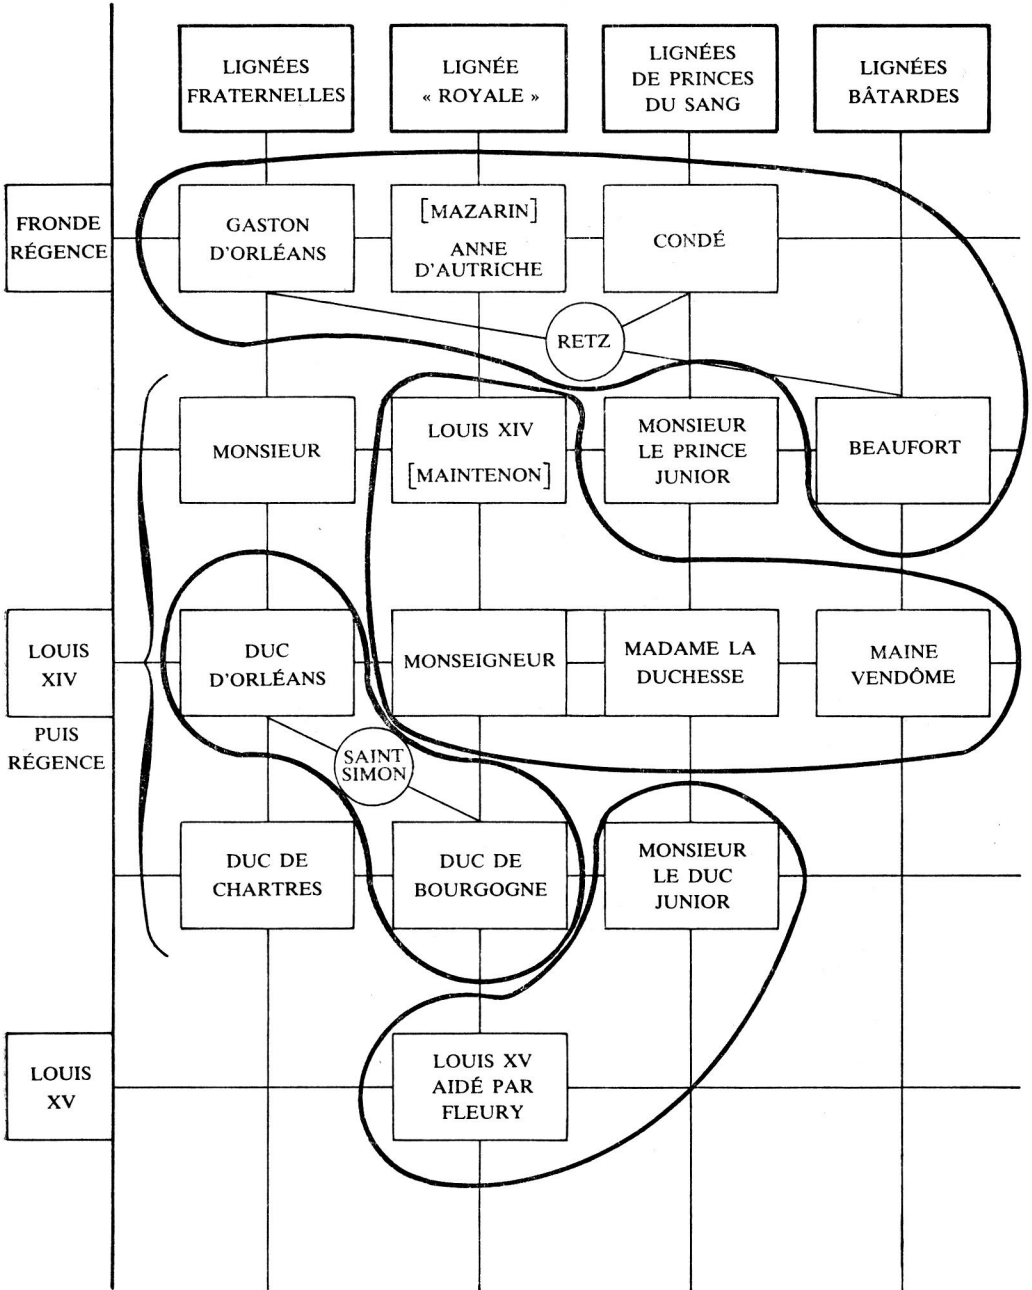 LIGNÉES
FRATERNELLES
LIGNÉE
« ROYALE »
LIGNÉES
DE PRINCES
DU SANG
LIGNÉES
BÂTARDES
FRONDE
RÉGENCE
GASTON
D'ORLÉANS
[MAZARIN]
ANNE
D'AUTRICHE
CONDÉ
RETZ
MONSIEUR
LOUIS XIV
[MAINTENON]
MONSIEUR
LE PRINCE
JUNIOR
BEAUFORT
LOUIS
XIV
PUIS
RÉGENCE
DUC
D'ORLÉANS
MONSEIGNEUR
MADAME LA
DUCHESSE
MAINE
VENDÔME
SAINT
SIMON
DUC DE
CHARTRES
DUC DE
BOURGOGNE
MONSIEUR
LE DUC
JUNIOR
LOUIS
XV
LOUIS XV
AIDÉ PAR
FLEURY